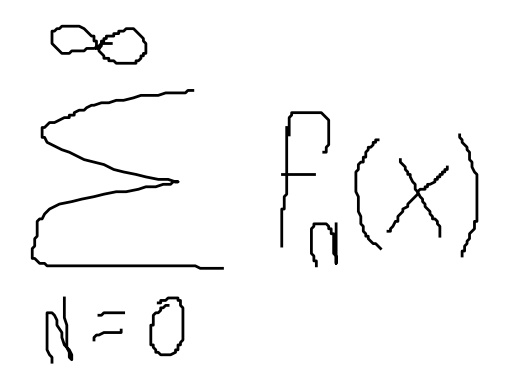 ∞
∑ fₙ(x)
n=0